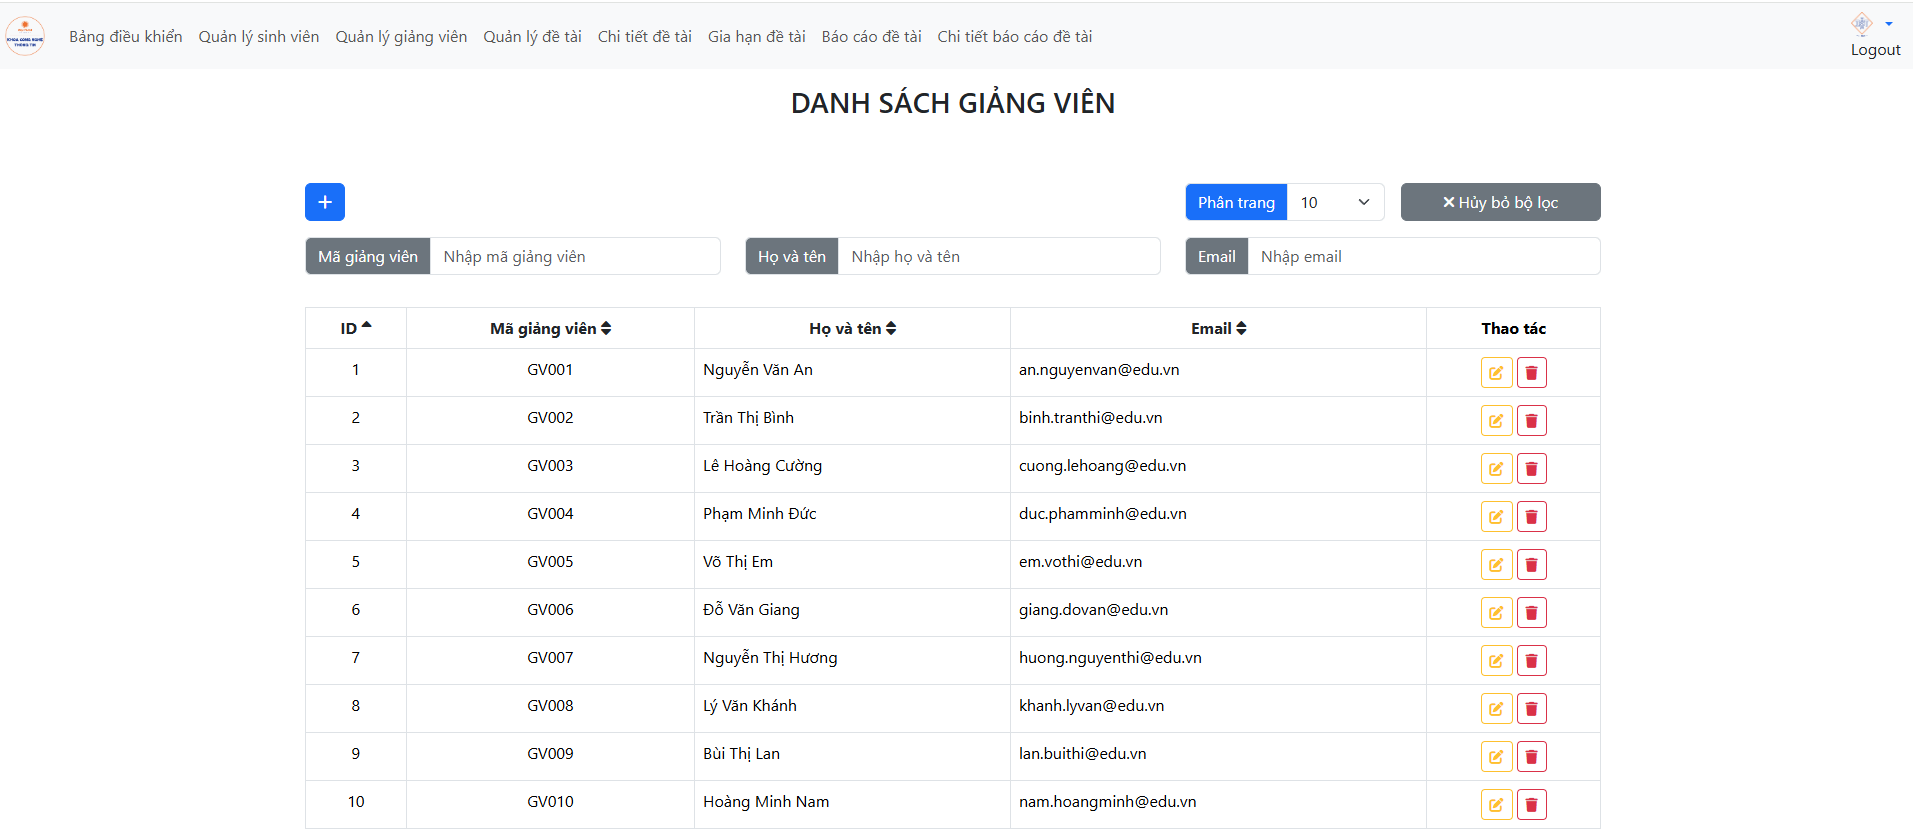 KHOA CÔNG NGHỆ
THÔNG TIN
Bảng điều khiển Quản lý sinh viên Quản lý giảng viên Quản lý đề tài Chi tiết đề tài Gia hạn đề tài Báo cáo đề tài Chi tiết báo cáo đề tài
Logout
DANH SÁCH GIẢNG VIÊN
+ Phân trang 10 Hủy bỏ bộ lọc
Mã giảng viên Nhập mã giảng viên Họ và tên Nhập họ và tên Email Nhập email
ID Mã giảng viên Họ và tên Email Thao tác
1 GV001 Nguyễn Văn An an.nguyenvan@edu.vn
2 GV002 Trần Thị Bình binh.tranthi@edu.vn
3 GV003 Lê Hoàng Cường cuong.lehoang@edu.vn
4 GV004 Phạm Minh Đức duc.phamminh@edu.vn
5 GV005 Võ Thị Em em.vothi@edu.vn
6 GV006 Đỗ Văn Giang giang.dovan@edu.vn
7 GV007 Nguyễn Thị Hương huong.nguyenthi@edu.vn
8 GV008 Lý Văn Khánh khanh.lyvan@edu.vn
9 GV009 Bùi Thị Lan lan.buithi@edu.vn
10 GV010 Hoàng Minh Nam nam.hoangminh@edu.vn